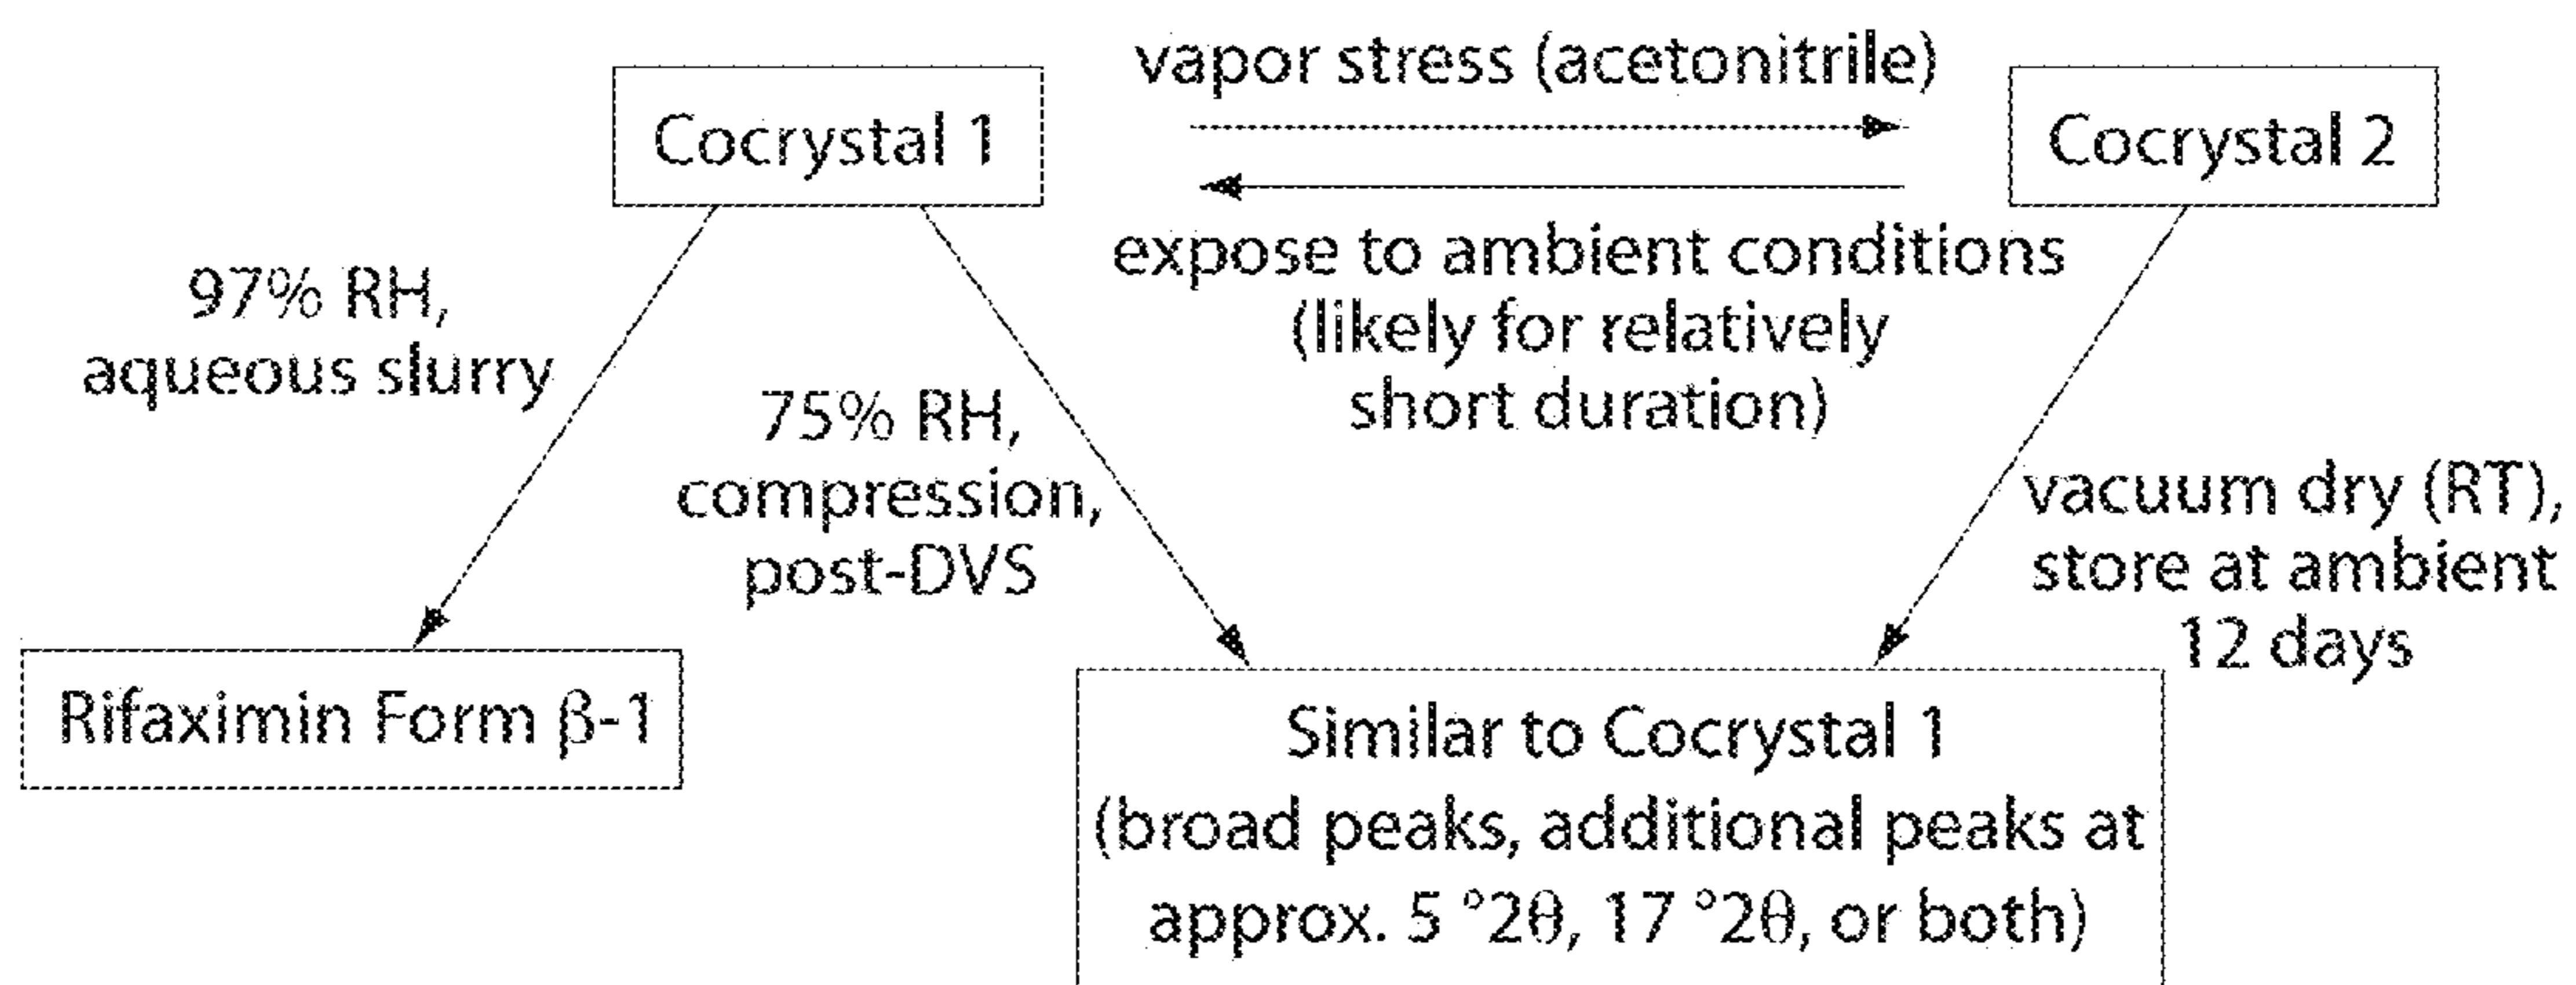 vapor stress (acetonitrile)
Cocrystal 1
Cocrystal 2
expose to ambient conditions
(likely for relatively
short duration)
97% RH,
aqueous slurry
75% RH,
compression,
post-DVS
vacuum dry (RT),
store at ambient
12 days
Rifaximin Form β-1
Similar to Cocrystal 1
(broad peaks, additional peaks at
approx. 5 °2θ, 17 °2θ, or both)